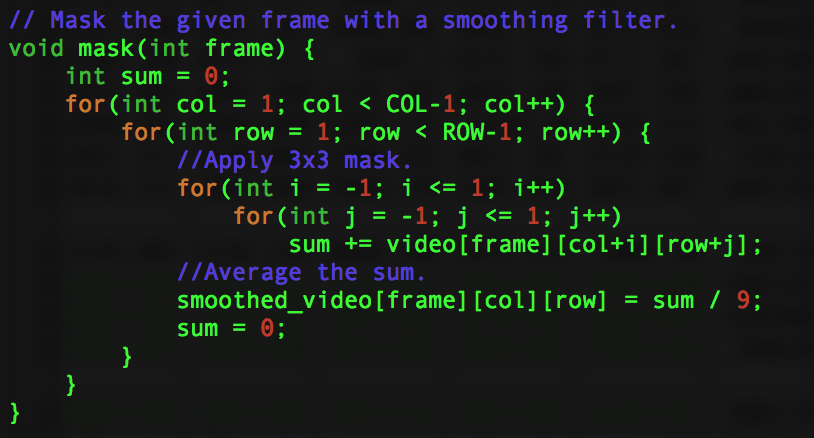 // Mask the given frame with a smoothing filter.
void mask(int frame) {
    int sum = 0;
    for(int col = 1; col < COL-1; col++) {
        for(int row = 1; row < ROW-1; row++) {
            //Apply 3x3 mask.
            for(int i = -1; i <= 1; i++)
                for(int j = -1; j <= 1; j++)
                    sum += video[frame][col+i][row+j];
            //Average the sum.
            smoothed_video[frame][col][row] = sum / 9;
            sum = 0;
        }
    }
}